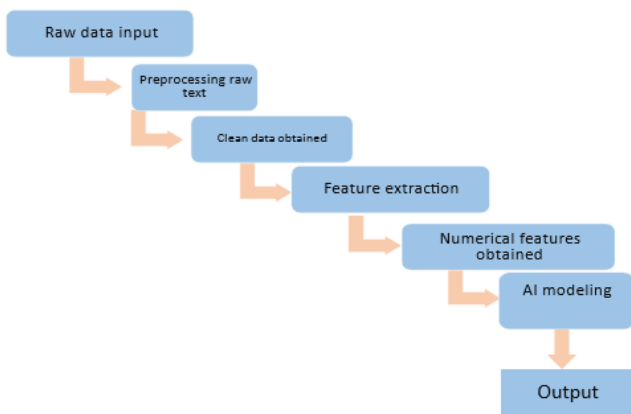 Raw data input
Preprocessing raw
text
Clean data obtained
Feature extraction
Numerical features
obtained
AI modeling
Output